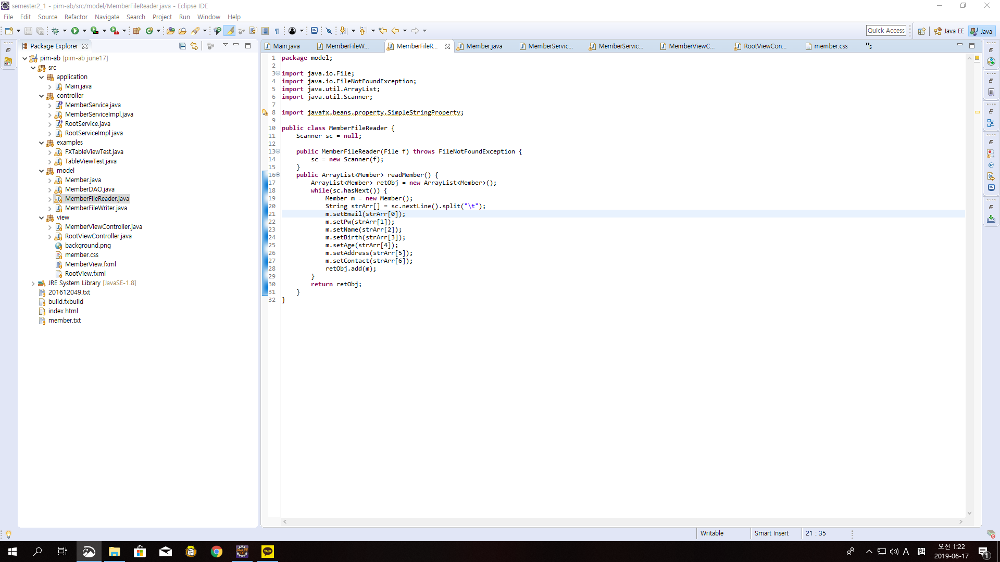 semester2_1 - pim-ab/src/model/MemberFileReader.java - Eclipse IDE
File Edit Source Refactor Navigate Search Project Run Window Help
Quick Access Java EE Java
Package Explorer
Main.java MemberFileW... MemberFileR... Member.java MemberServic... MemberServic... MemberViewC... RootViewCon... member.css »5
pim-ab [pim-ab june17]
src
application
Main.java
controller
MemberService.java
MemberServiceImpl.java
RootService.java
RootServiceImpl.java
examples
FXTableViewTest.java
TableViewTest.java
model
Member.java
MemberDAO.java
MemberFileReader.java
MemberFileWriter.java
view
MemberViewController.java
RootViewController.java
background.png
member.css
MemberView.fxml
RootView.fxml
JRE System Library [JavaSE-1.8]
201612049.txt
build.fxbuild
index.html
member.txt
1 package model;
2
3 import java.io.File;
4 import java.io.FileNotFoundException;
5 import java.util.ArrayList;
6 import java.util.Scanner;
7
8 import javafx.beans.property.SimpleStringProperty;
9
10 public class MemberFileReader {
11 Scanner sc = null;
12
13 public MemberFileReader(File f) throws FileNotFoundException {
14 sc = new Scanner(f);
15 }
16 public ArrayList<Member> readMember() {
17 ArrayList<Member> retObj = new ArrayList<Member>();
18 while(sc.hasNext()) {
19 Member m = new Member();
20 String strArr[] = sc.nextLine().split("\t");
21 m.setEmail(strArr[0]);
22 m.setPw(strArr[1]);
23 m.setName(strArr[2]);
24 m.setBirth(strArr[3]);
25 m.setAge(strArr[4]);
26 m.setAddress(strArr[5]);
27 m.setContact(strArr[6]);
28 retObj.add(m);
29 }
30 return retObj;
31 }
32 }
Writable Smart Insert 21 : 35
TALK
A 한 오전 1:22
2019-06-17
1